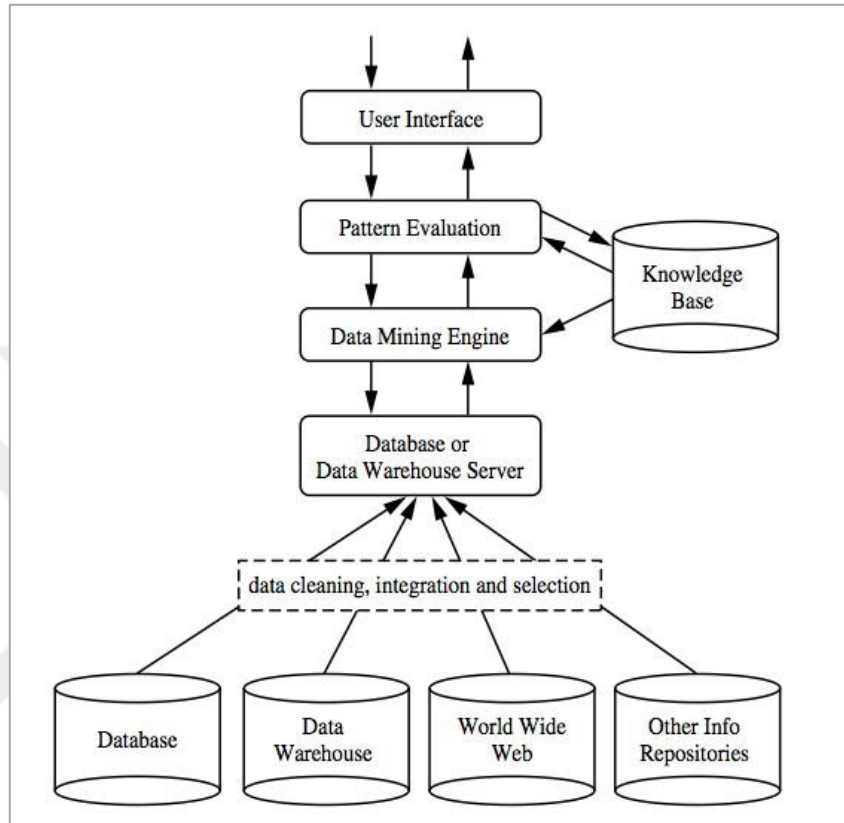 User Interface
Pattern Evaluation
Knowledge
Base
Data Mining Engine
Database or
Data Warehouse Server
data cleaning, integration and selection
Database
Data
Warehouse
World Wide
Web
Other Info
Repositories